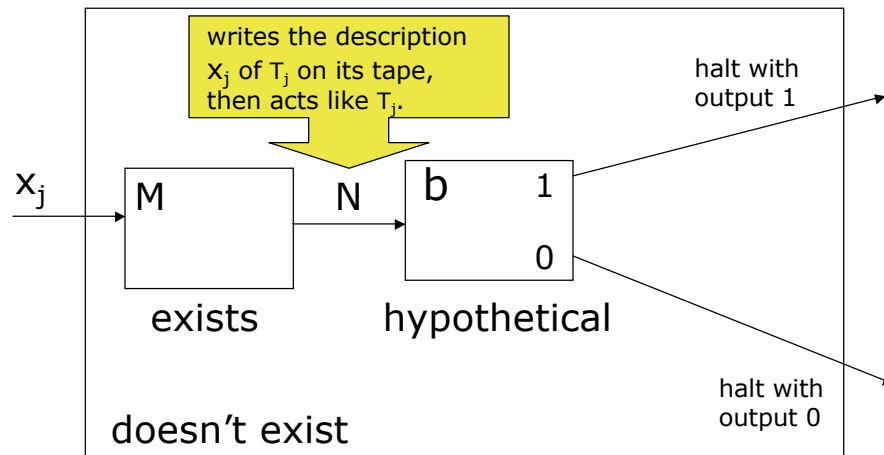 writes the description
xⱼ of Tⱼ on its tape,
then acts like Tⱼ.
halt with
output 1
xⱼ
M
N
b
1
0
exists
hypothetical
halt with
output 0
doesn't exist